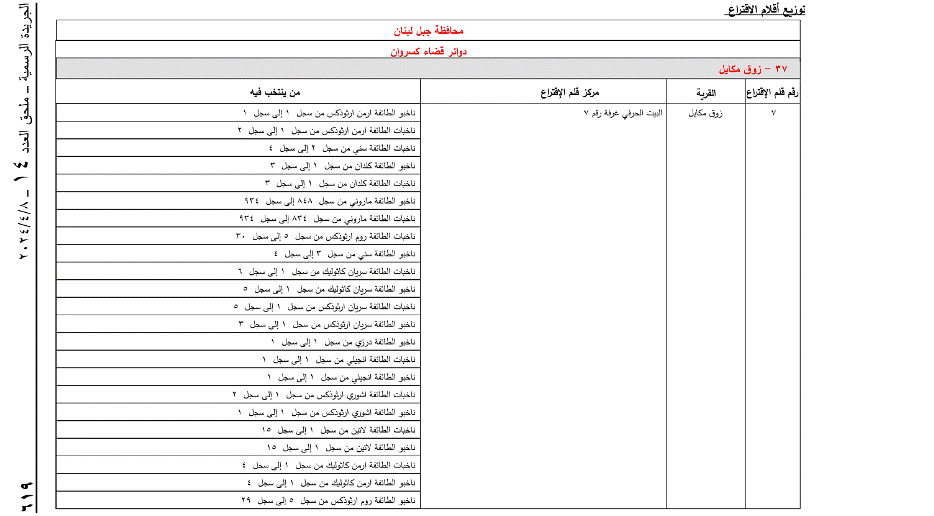 توزيع أقلام الاقتراع
محافظة جبل لبنان
دوائر قضاء كسروان
٣٧ - زوق مكايل
رقم قلم الإقتراع القرية مركز قلم الإقتراع من ينتخب فيه
٧ زوق مكايل البيت الحرفي غرفة رقم ٧ ناخبو الطائفة ارمن ارثوذكس من سجل ١ إلى سجل ١
ناخبات الطائفة ارمن ارثوذكس من سجل ١ إلى سجل ٢
ناخبات الطائفة سني من سجل ٢ إلى سجل ٤
ناخبو الطائفة كلدان من سجل ١ إلى سجل ٣
ناخبات الطائفة كلدان من سجل ١ إلى سجل ٣
ناخبو الطائفة ماروني من سجل ٨٤٨ إلى سجل ٩٣٤
ناخبات الطائفة ماروني من سجل ٨٣٤ إلى سجل ٩٣٤
ناخبات الطائفة روم ارثوذكس من سجل ٥ إلى سجل ٣٠
ناخبو الطائفة سني من سجل ٣ إلى سجل ٤
ناخبات الطائفة سريان كاثوليك من سجل ١ إلى سجل ٦
ناخبو الطائفة سريان كاثوليك من سجل ١ إلى سجل ٥
ناخبات الطائفة سريان ارثوذكس من سجل ١ إلى سجل ٥
ناخبو الطائفة سريان ارثوذكس من سجل ١ إلى سجل ٣
ناخبو الطائفة درزي من سجل ١ إلى سجل ١
ناخبات الطائفة انجيلي من سجل ١ إلى سجل ١
ناخبو الطائفة انجيلي من سجل ١ إلى سجل ١
ناخبات الطائفة اشوري ارثوذكس من سجل ١ إلى سجل ٢
ناخبو الطائفة اشوري ارثوذكس من سجل ١ إلى سجل ١
ناخبات الطائفة لاتين من سجل ١ إلى سجل ١٥
ناخبو الطائفة لاتين من سجل ١ إلى سجل ١٥
ناخبات الطائفة ارمن كاثوليك من سجل ١ إلى سجل ٤
ناخبو الطائفة ارمن كاثوليك من سجل ١ إلى سجل ٤
ناخبو الطائفة روم ارثوذكس من سجل ٥ إلى سجل ٢٩
الجريدة الرسمية – ملحق العدد ١٤ – ٢٠٢٤/٤/٨
٦١٩